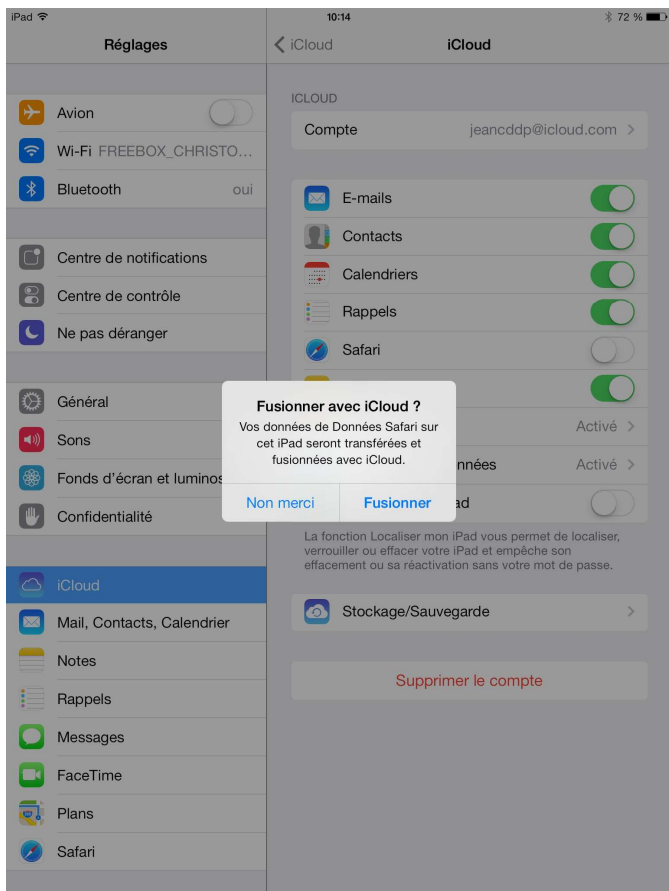 iPad
10:14
72 %
Réglages
iCloud
iCloud
Avion
Wi-Fi FREEBOX_CHRISTO...
Bluetooth oui
Centre de notifications
Centre de contrôle
Ne pas déranger
Général
Sons
Fonds d'écran et luminos
Confidentialité
iCloud
Mail, Contacts, Calendrier
Notes
Rappels
Messages
FaceTime
Plans
Safari
ICLOUD
Compte jeancddp@icloud.com
E-mails
Contacts
Calendriers
Rappels
Safari
Activé
nnées Activé
ad
La fonction Localiser mon iPad vous permet de localiser,
verrouiller ou effacer votre iPad et empêche son
effacement ou sa réactivation sans votre mot de passe.
Stockage/Sauvegarde
Supprimer le compte
Fusionner avec iCloud ?
Vos données de Données Safari sur
cet iPad seront transférées et
fusionnées avec iCloud.
Non merci Fusionner